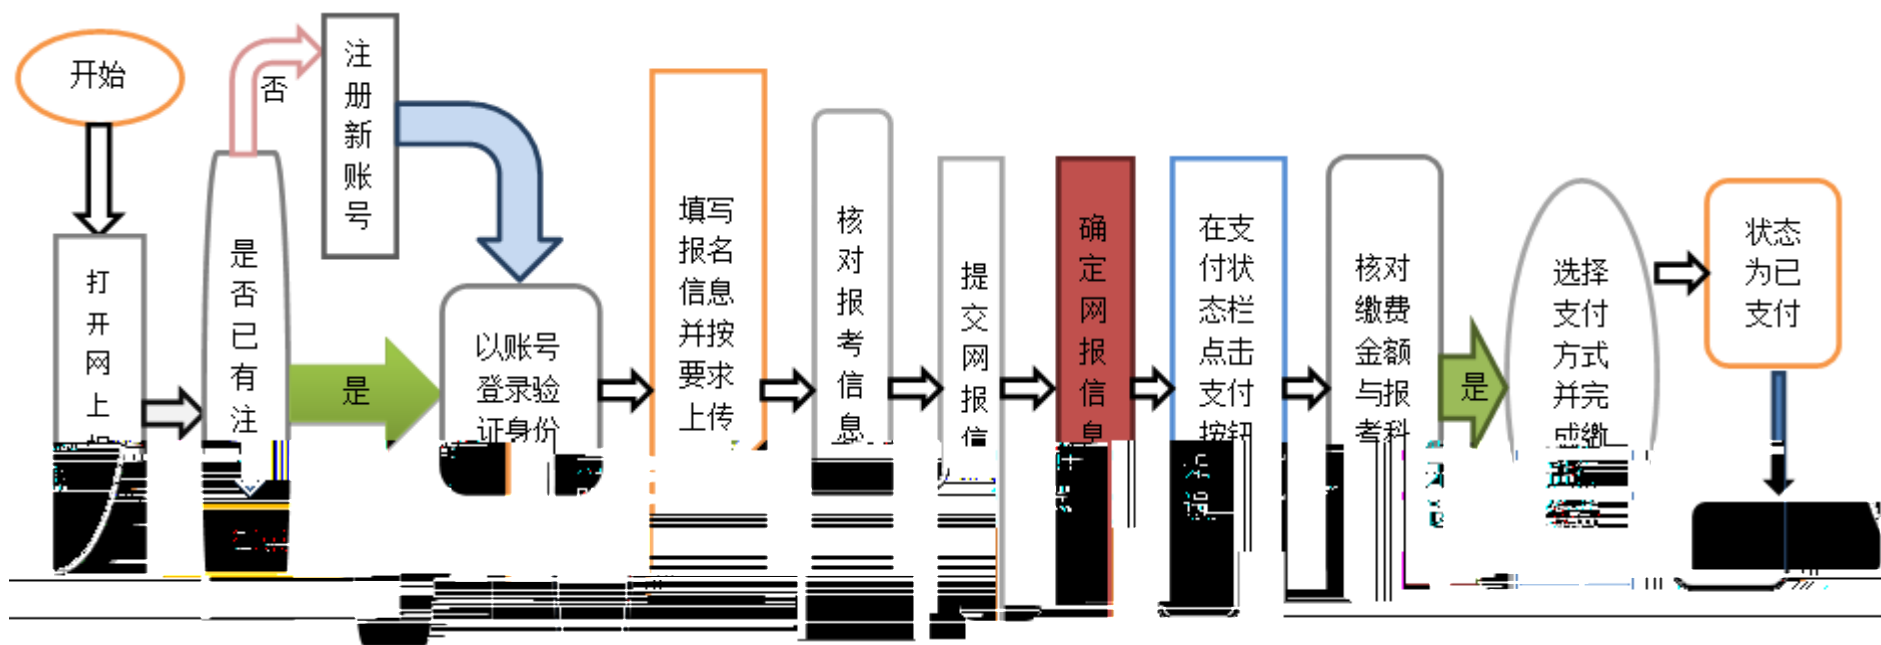 开始
否
注
册
新
账
号
打
开
网
上
是
否
已
有
注
是
以账号
登录验
证身份
填写
报名
信息
并按
要求
上传
核
对
报
考
信
息
提
交
网
报
信
确
定
网
报
信
息
在支
付状
态栏
点击
支付
按钮
核对
缴费
金额
与报
考科
是
选择
支付
方式
并完
成缴
状态
为已
支付